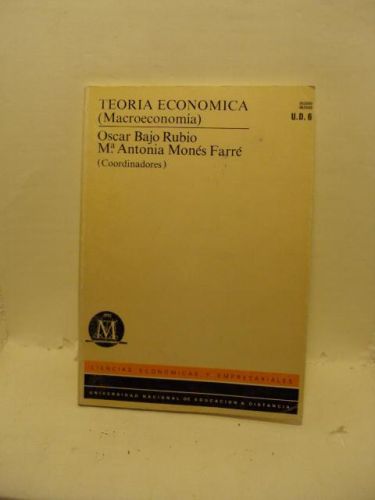 TEORIA ECONOMICA
(Macroeconomía)
Oscar Bajo Rubio
Mª Antonia Monés Farré
(Coordinadores)
U.D. 6
M
CIENCIAS ECONOMICAS Y EMPRESARIALES
UNIVERSIDAD NACIONAL DE EDUCACION A DISTANCIA